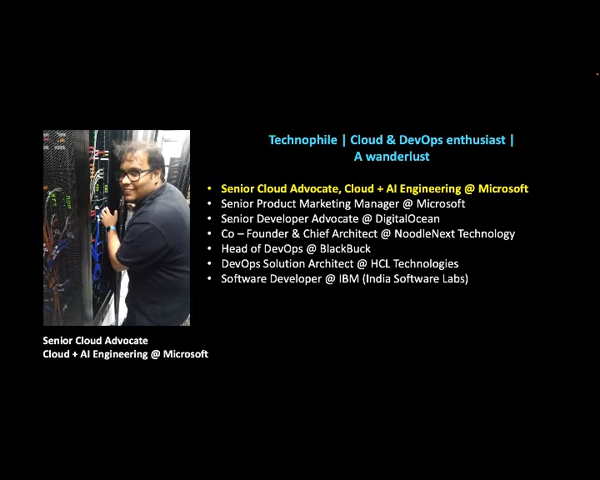 Technophile | Cloud & DevOps enthusiast |
A wanderlust
• Senior Cloud Advocate, Cloud + AI Engineering @ Microsoft
• Senior Product Marketing Manager @ Microsoft
• Senior Developer Advocate @ DigitalOcean
• Co – Founder & Chief Architect @ NoodleNext Technology
• Head of DevOps @ BlackBuck
• DevOps Solution Architect @ HCL Technologies
• Software Developer @ IBM (India Software Labs)
Senior Cloud Advocate
Cloud + AI Engineering @ Microsoft